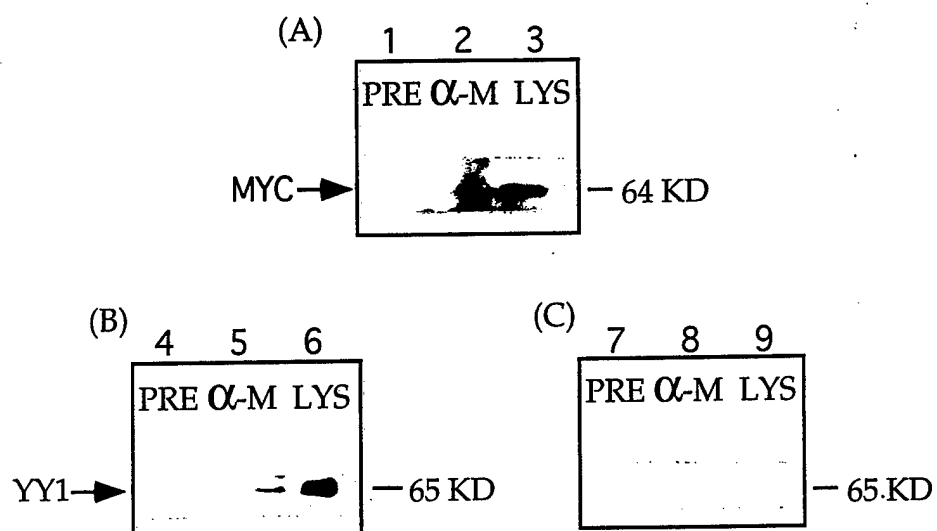 (A)
1 2 3
PRE α-M LYS
MYC
64 KD
(B)
4 5 6
PRE α-M LYS
YY1
65 KD
(C)
7 8 9
PRE α-M LYS
65 KD